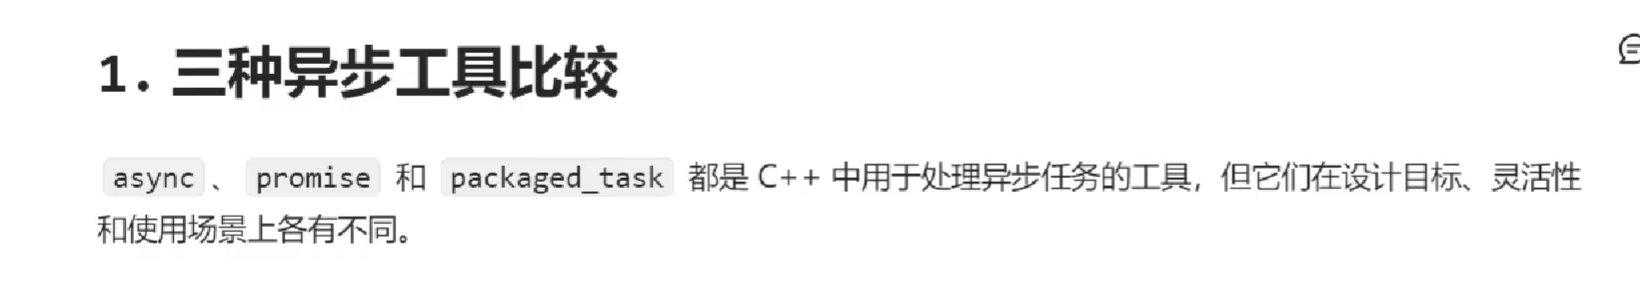 1. 三种异步工具比较
async 、 promise 和 packaged_task 都是 C++ 中用于处理异步任务的工具，但它们在设计目标、灵活性
和使用场景上各有不同。